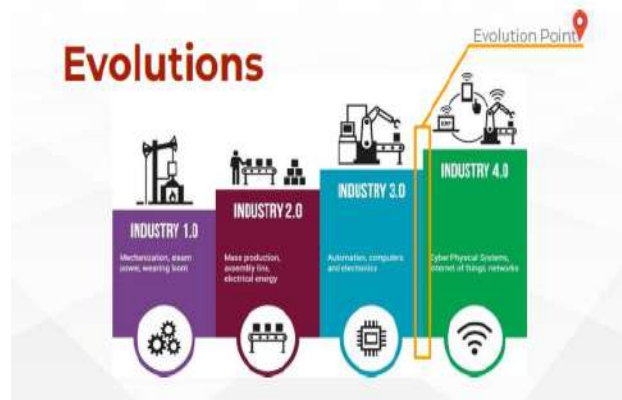 Evolution Point
Evolutions
INDUSTRY 1.0
Mechanization, steam
power, weaving loom
INDUSTRY 2.0
Mass production,
assembly line,
electrical energy
INDUSTRY 3.0
Automation, computers
and electronics
INDUSTRY 4.0
Cyber Physical Systems,
internet of things, networks